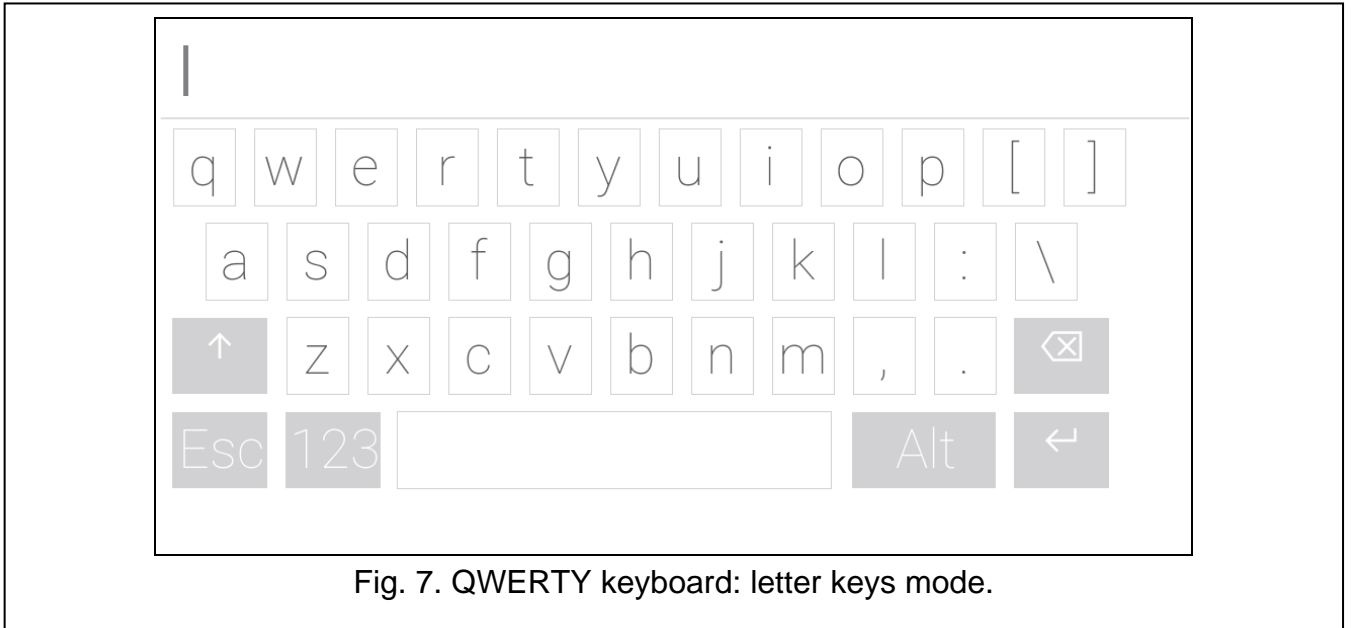 q w e r t y u i o p [ ]
a s d f g h j k l : \
↑ z x c v b n m , . ⌫
Esc 123 Alt ↵
Fig. 7. QWERTY keyboard: letter keys mode.